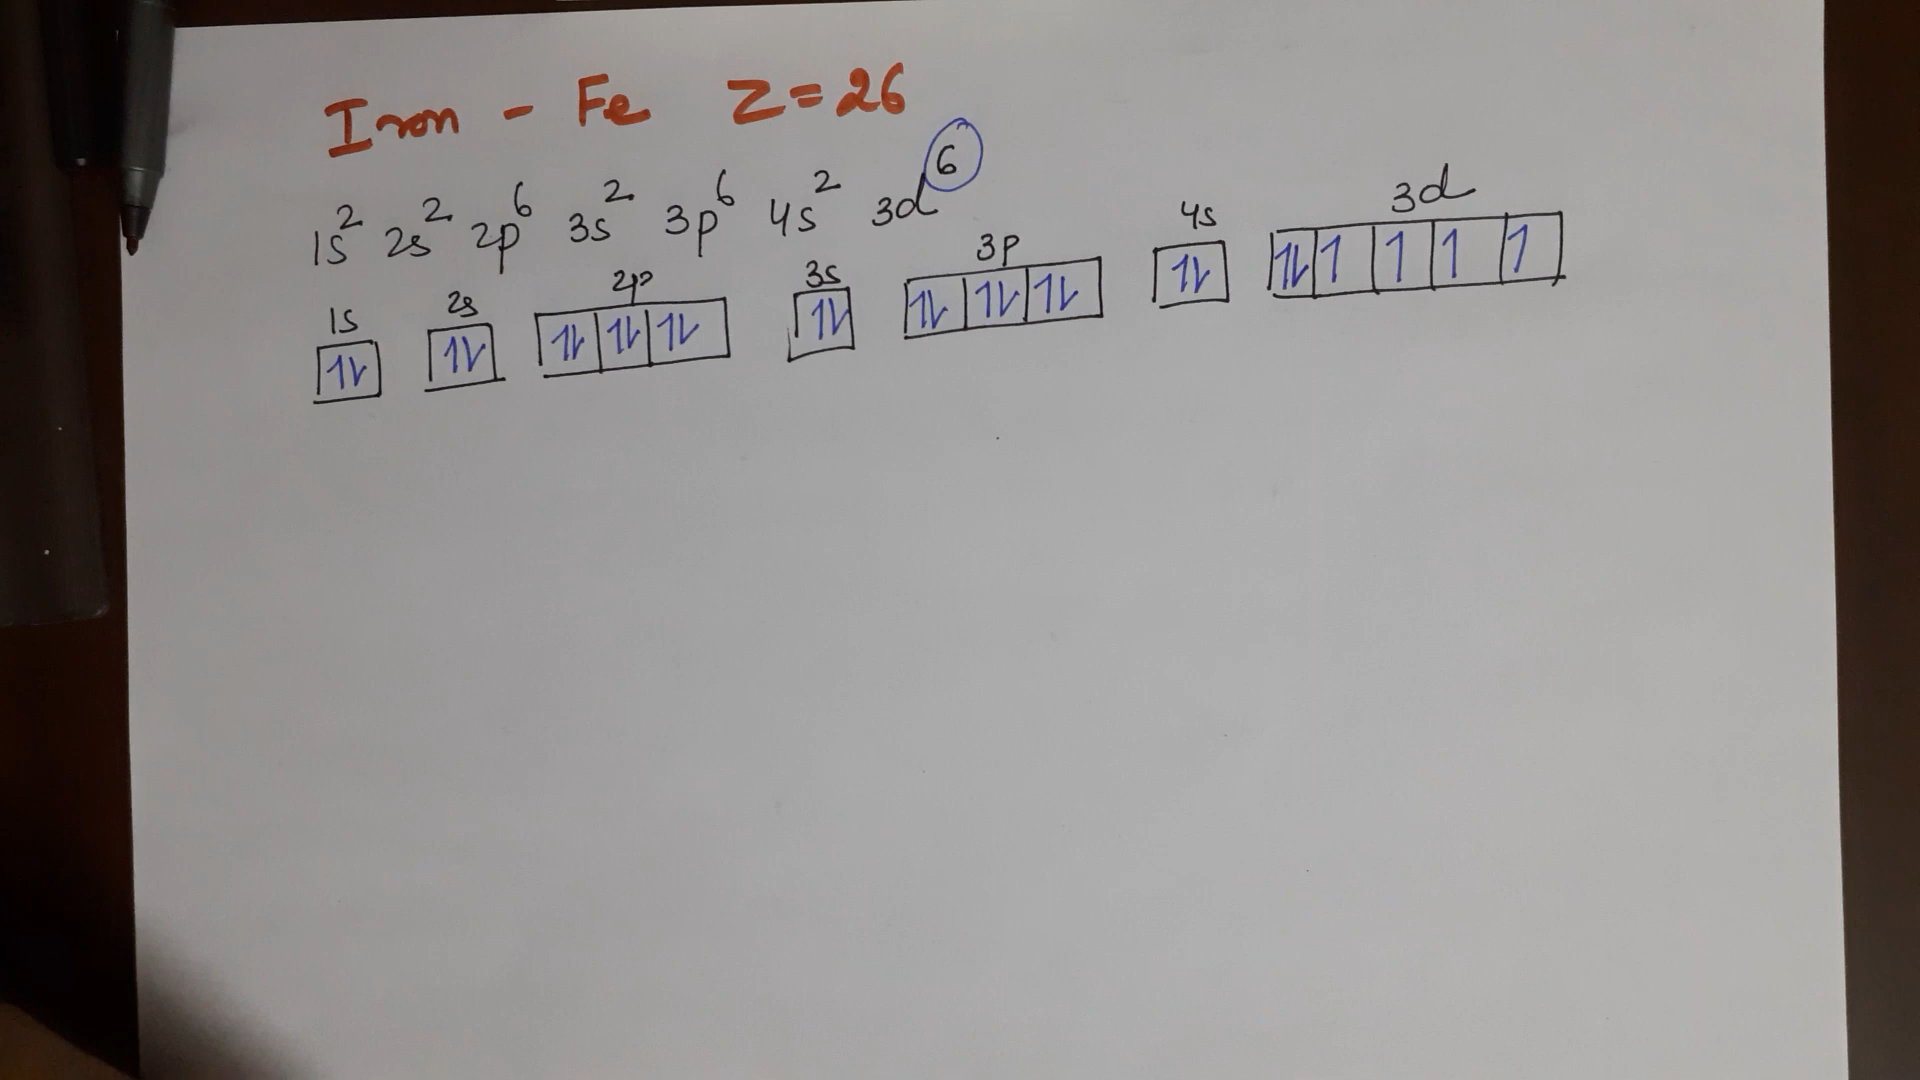 Iron - Fe Z=26
1s² 2s² 2p⁶ 3s² 3p⁶ 4s² 3d⁶
1s 2s 2p 3s 3p 4s 3d
↿⇂ ↿⇂ ↿⇂ ↿⇂ ↿⇂ ↿⇂ ↿⇂ ↿⇂ ↿⇂ ↿⇂ ↿⇂ ↿ ↿ ↿ ↿